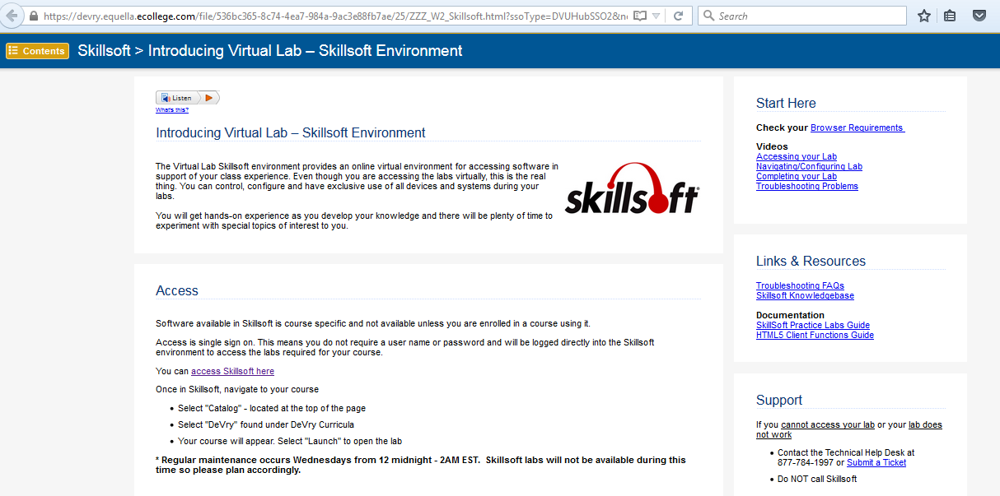 https://devry.equella.ecollege.com/file/536bc365-8c74-4ea7-984a-9ac3e88fb7ae/25/ZZZ_W2_Skillsoft.html?ssoType=DVUHubSSO2&n
Search
Contents
Skillsoft > Introducing Virtual Lab – Skillsoft Environment
Listen
What's this?
Introducing Virtual Lab – Skillsoft Environment
The Virtual Lab Skillsoft environment provides an online virtual environment for accessing software in
support of your class experience. Even though you are accessing the labs virtually, this is the real
thing. You can control, configure and have exclusive use of all devices and systems during your
labs.
You will get hands-on experience as you develop your knowledge and there will be plenty of time to
experiment with special topics of interest to you.
skillsoft
Access
Software available in Skillsoft is course specific and not available unless you are enrolled in a course using it.
Access is single sign on. This means you do not require a user name or password and will be logged directly into the Skillsoft
environment to access the labs required for your course.
You can access Skillsoft here
Once in Skillsoft, navigate to your course
• Select "Catalog" - located at the top of the page
• Select "DeVry" found under DeVry Curricula
• Your course will appear. Select "Launch" to open the lab
* Regular maintenance occurs Wednesdays from 12 midnight - 2AM EST. Skillsoft labs will not be available during this
time so please plan accordingly.
Start Here
Check your Browser Requirements
Videos
Accessing your Lab
Navigating/Configuring Lab
Completing your Lab
Troubleshooting Problems
Links & Resources
Troubleshooting FAQs
Skillsoft Knowledgebase
Documentation
SkillSoft Practice Labs Guide
HTML5 Client Functions Guide
Support
If you cannot access your lab or your lab does
not work
• Contact the Technical Help Desk at
877-784-1997 or Submit a Ticket
• Do NOT call Skillsoft